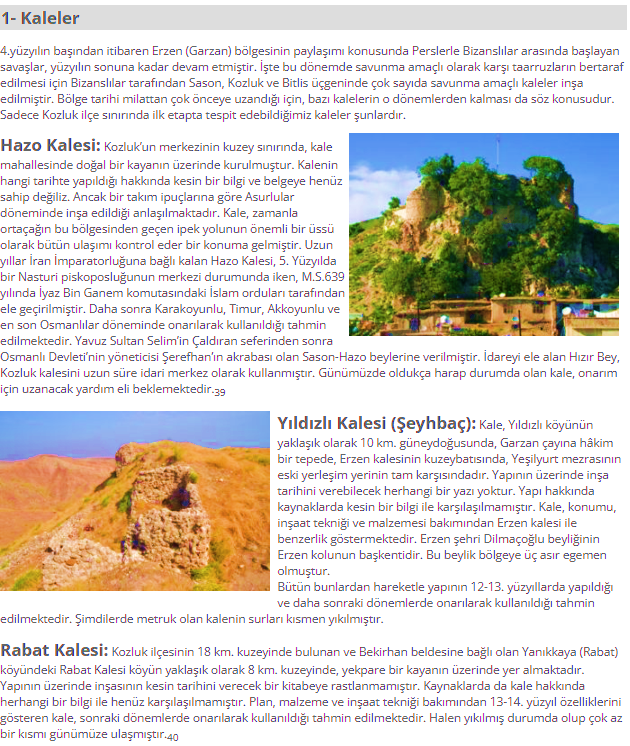 1- Kaleler
4.yüzyılın başından itibaren Erzen (Garzan) bölgesinin paylaşımı konusunda Perslerle Bizanslılar arasında başlayan
savaşlar, yüzyılın sonuna kadar devam etmiştir. İşte bu dönemde savunma amaçlı olarak karşı taarruzların bertaraf
edilmesi için Bizanslılar tarafından Sason, Kozluk ve Bitlis üçgeninde çok sayıda savunma amaçlı kaleler inşa
edilmiştir. Bölge tarihi milattan çok önceye uzandığı için, bazı kalelerin o dönemlerden kalması da söz konusudur.
Sadece Kozluk ilçe sınırında ilk etapta tespit edebildiğimiz kaleler şunlardır.
Hazo Kalesi: Kozluk’un merkezinin kuzey sınırında, kale
mahallesinde doğal bir kayanın üzerinde kurulmuştur. Kalenin
hangi tarihte yapıldığı hakkında kesin bir bilgi ve belgeye henüz
sahip değiliz. Ancak bir takım ipuçlarına göre Asurlular
döneminde inşa edildiği anlaşılmaktadır. Kale, zamanla
ortaçağın bu bölgesinden geçen ipek yolunun önemli bir üssü
olarak bütün ulaşımı kontrol eder bir konuma gelmiştir. Uzun
yıllar İran İmparatorluğuna bağlı kalan Hazo Kalesi, 5. Yüzyılda
bir Nasturi piskoposluğunun merkezi durumunda iken, M.S.639
yılında İyaz Bin Ganem komutasındaki İslam orduları tarafından
ele geçirilmiştir. Daha sonra Karakoyunlu, Timur, Akkoyunlu ve
en son Osmanlılar döneminde onarılarak kullanıldığı tahmin
edilmektedir. Yavuz Sultan Selim’in Çaldıran seferinden sonra
Osmanlı Devleti’nin yöneticisi Şerefhan’ın akrabası olan Sason-Hazo beylerine verilmiştir. İdareyi ele alan Hızır Bey,
Kozluk kalesini uzun süre idari merkez olarak kullanmıştır. Günümüzde oldukça harap durumda olan kale, onarım
için uzanacak yardım eli beklemektedir.39
Yıldızlı Kalesi (Şeyhbaç): Kale, Yıldızlı köyünün
yaklaşık olarak 10 km. güneydoğusunda, Garzan çayına hâkim
bir tepede, Erzen kalesinin kuzeybatısında, Yeşilyurt mezrasının
eski yerleşim yerinin tam karşısındadır. Yapının üzerinde inşa
tarihini verebilecek herhangi bir yazı yoktur. Yapı hakkında
kaynaklarda kesin bir bilgi ile karşılaşılmamıştır. Kale, konumu,
inşaat tekniği ve malzemesi bakımından Erzen kalesi ile
benzerlik göstermektedir. Erzen şehri Dilmaçoğlu beyliğinin
Erzen kolunun başkentidir. Bu beylik bölgeye üç asır egemen
olmuştur.
Bütün bunlardan hareketle yapının 12-13. yüzyıllarda yapıldığı
ve daha sonraki dönemlerde onarılarak kullanıldığı tahmin
edilmektedir. Şimdilerde metruk olan kalenin surları kısmen yıkılmıştır.
Rabat Kalesi: Kozluk ilçesinin 18 km. kuzeyinde bulunan ve Bekirhan beldesine bağlı olan Yanıkkaya (Rabat)
köyündeki Rabat Kalesi köyün yaklaşık olarak 8 km. kuzeyinde, yekpare bir kayanın üzerinde yer almaktadır.
Yapının üzerinde inşasının kesin tarihini verecek bir kitabeye rastlanmamıştır. Kaynaklarda da kale hakkında
herhangi bir bilgi ile henüz karşılaşılmamıştır. Plan, malzeme ve inşaat tekniği bakımından 13-14. yüzyıl özelliklerini
gösteren kale, sonraki dönemlerde onarılarak kullanıldığı tahmin edilmektedir. Halen yıkılmış durumda olup çok az
bir kısmı günümüze ulaşmıştır.40